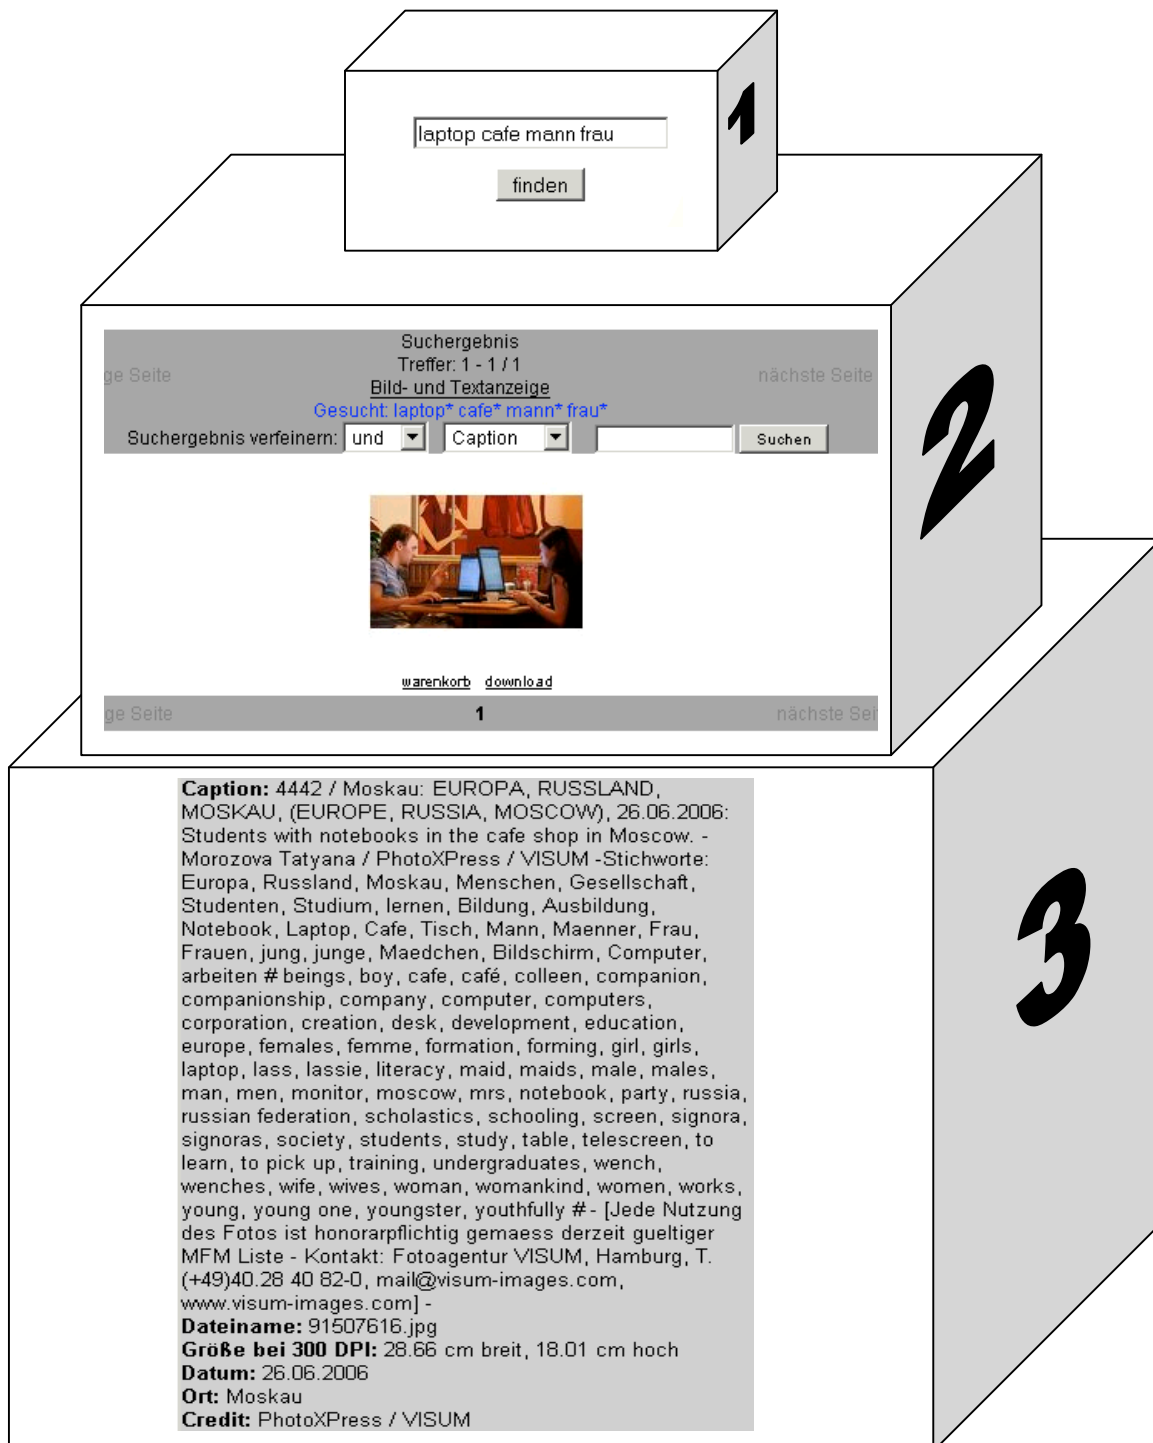 laptop cafe mann frau
finden
1
Suchergebnis
Treffer: 1 - 1 / 1
ge Seite
nächste Seite
Bild- und Textanzeige
Gesucht: laptop* cafe* mann* frau*
Suchergebnis verfeinern: und Caption Suchen
2
warenkorb download
ge Seite 1 nächste Sei
Caption: 4442 / Moskau: EUROPA, RUSSLAND,
MOSKAU, (EUROPE, RUSSIA, MOSCOW), 26.06.2006:
Students with notebooks in the cafe shop in Moscow. -
Morozova Tatyana / PhotoXPress / VISUM -Stichworte:
Europa, Russland, Moskau, Menschen, Gesellschaft,
Studenten, Studium, lernen, Bildung, Ausbildung,
Notebook, Laptop, Cafe, Tisch, Mann, Maenner, Frau,
Frauen, jung, junge, Maedchen, Bildschirm, Computer,
arbeiten # beings, boy, cafe, café, colleen, companion,
companionship, company, computer, computers,
corporation, creation, desk, development, education,
europe, females, femme, formation, forming, girl, girls,
laptop, lass, lassie, literacy, maid, maids, male, males,
man, men, monitor, moscow, mrs, notebook, party, russia,
russian federation, scholastics, schooling, screen, signora,
signoras, society, students, study, table, telescreen, to
learn, to pick up, training, undergraduates, wench,
wenches, wife, wives, woman, womankind, women, works,
young, young one, youngster, youthfully # - [Jede Nutzung
des Fotos ist honorarpflichtig gemaess derzeit gueltiger
MFM Liste - Kontakt: Fotoagentur VISUM, Hamburg, T.
(+49)40.28 40 82-0, mail@visum-images.com,
www.visum-images.com] -
Dateiname: 91507616.jpg
Größe bei 300 DPI: 28.66 cm breit, 18.01 cm hoch
Datum: 26.06.2006
Ort: Moskau
Credit: PhotoXPress / VISUM
3